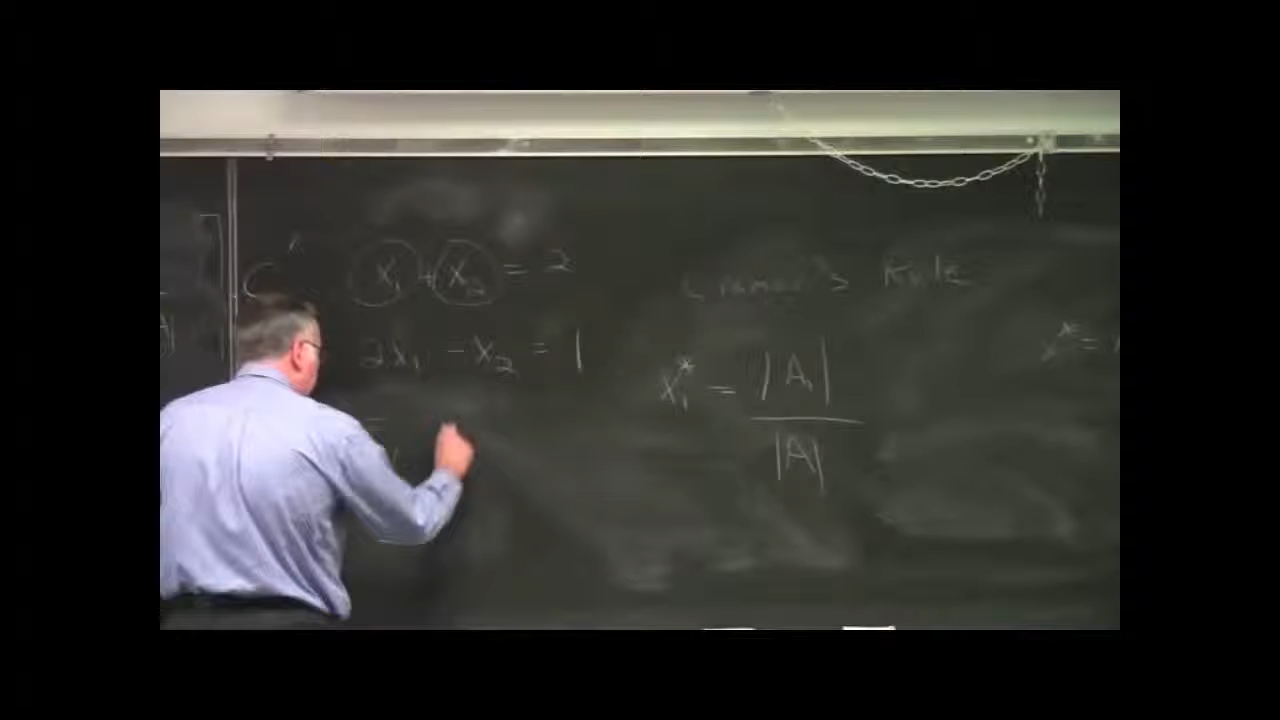 x₁ + x₂ = 2
2x₁ - x₂ = 1
Cramer's Rule
x₁* = |A₁|
|A|
x* =